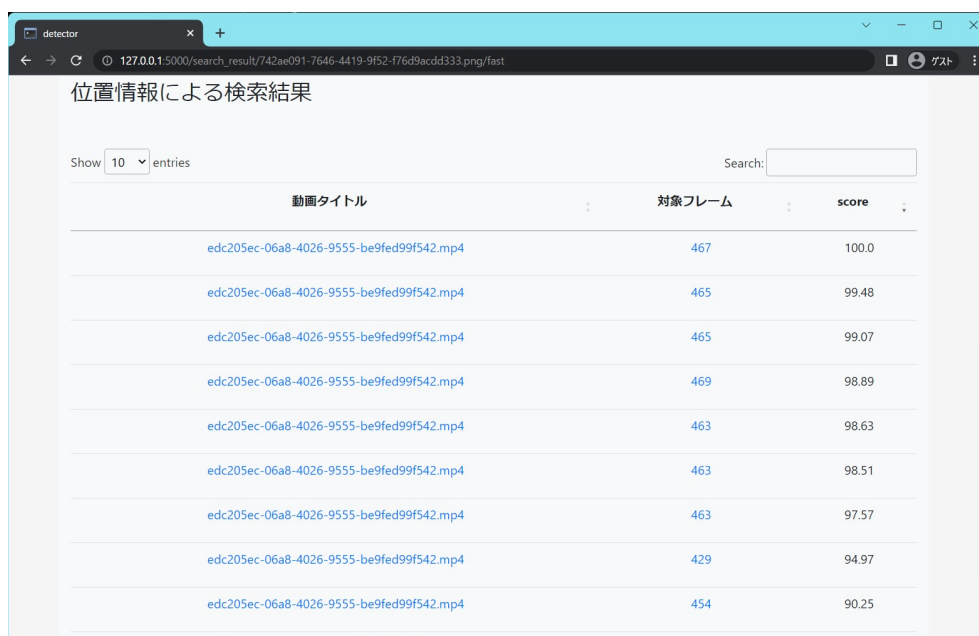 detector
127.0.0.1:5000/search_result/742ae091-7646-4419-9f52-f76d9acdd333.png/fast
ゲスト
位置情報による検索結果
Show 10 entries Search:
動画タイトル 対象フレーム score
edc205ec-06a8-4026-9555-be9fed99f542.mp4 467 100.0
edc205ec-06a8-4026-9555-be9fed99f542.mp4 465 99.48
edc205ec-06a8-4026-9555-be9fed99f542.mp4 465 99.07
edc205ec-06a8-4026-9555-be9fed99f542.mp4 469 98.89
edc205ec-06a8-4026-9555-be9fed99f542.mp4 463 98.63
edc205ec-06a8-4026-9555-be9fed99f542.mp4 463 98.51
edc205ec-06a8-4026-9555-be9fed99f542.mp4 463 97.57
edc205ec-06a8-4026-9555-be9fed99f542.mp4 429 94.97
edc205ec-06a8-4026-9555-be9fed99f542.mp4 454 90.25